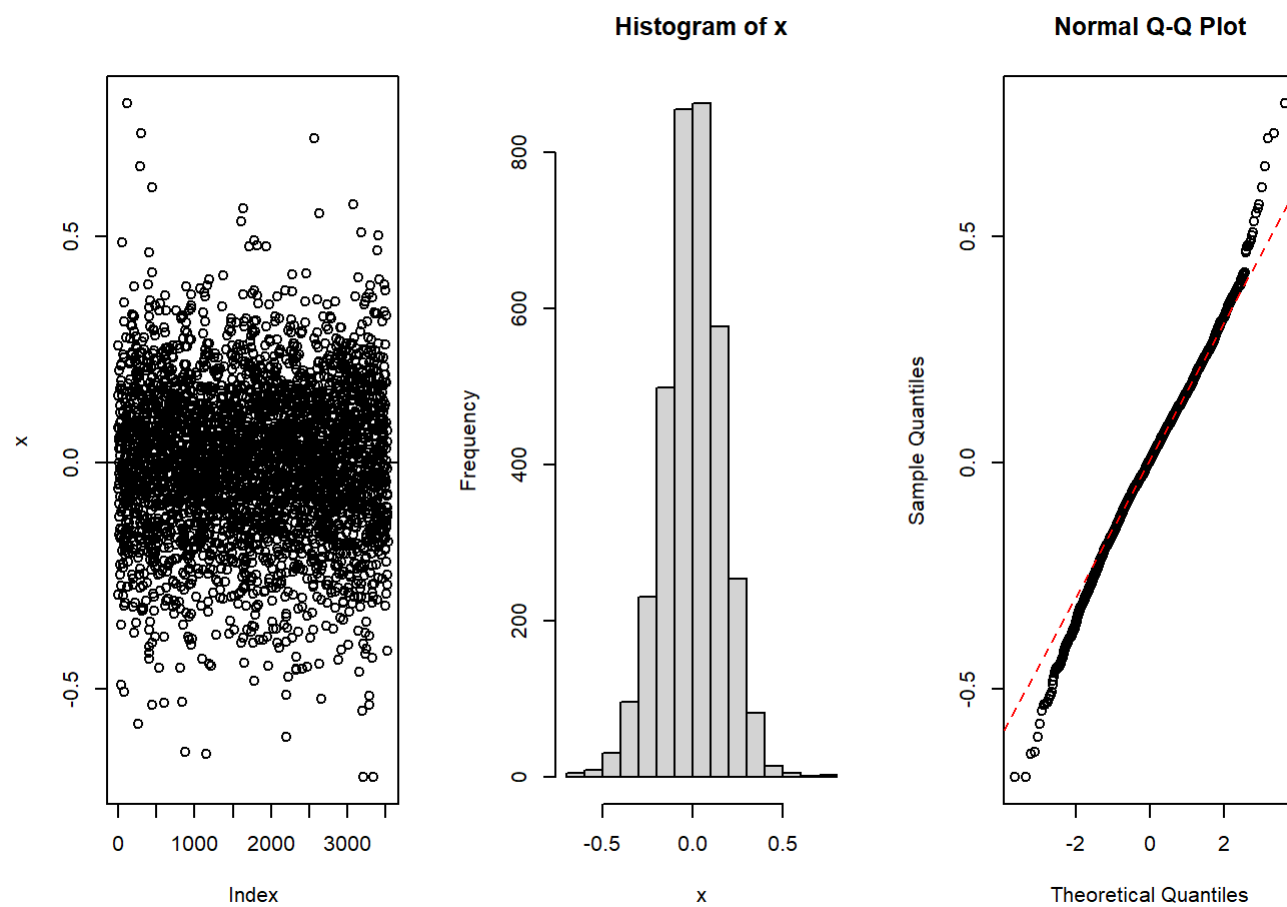 x
0.5
0.0
-0.5
0
1000
2000
3000
Index
Histogram of x
Frequency
800
600
400
200
0
-0.5
0.0
0.5
x
Normal Q-Q Plot
Sample Quantiles
0.5
0.0
-0.5
-2
0
2
Theoretical Quantiles